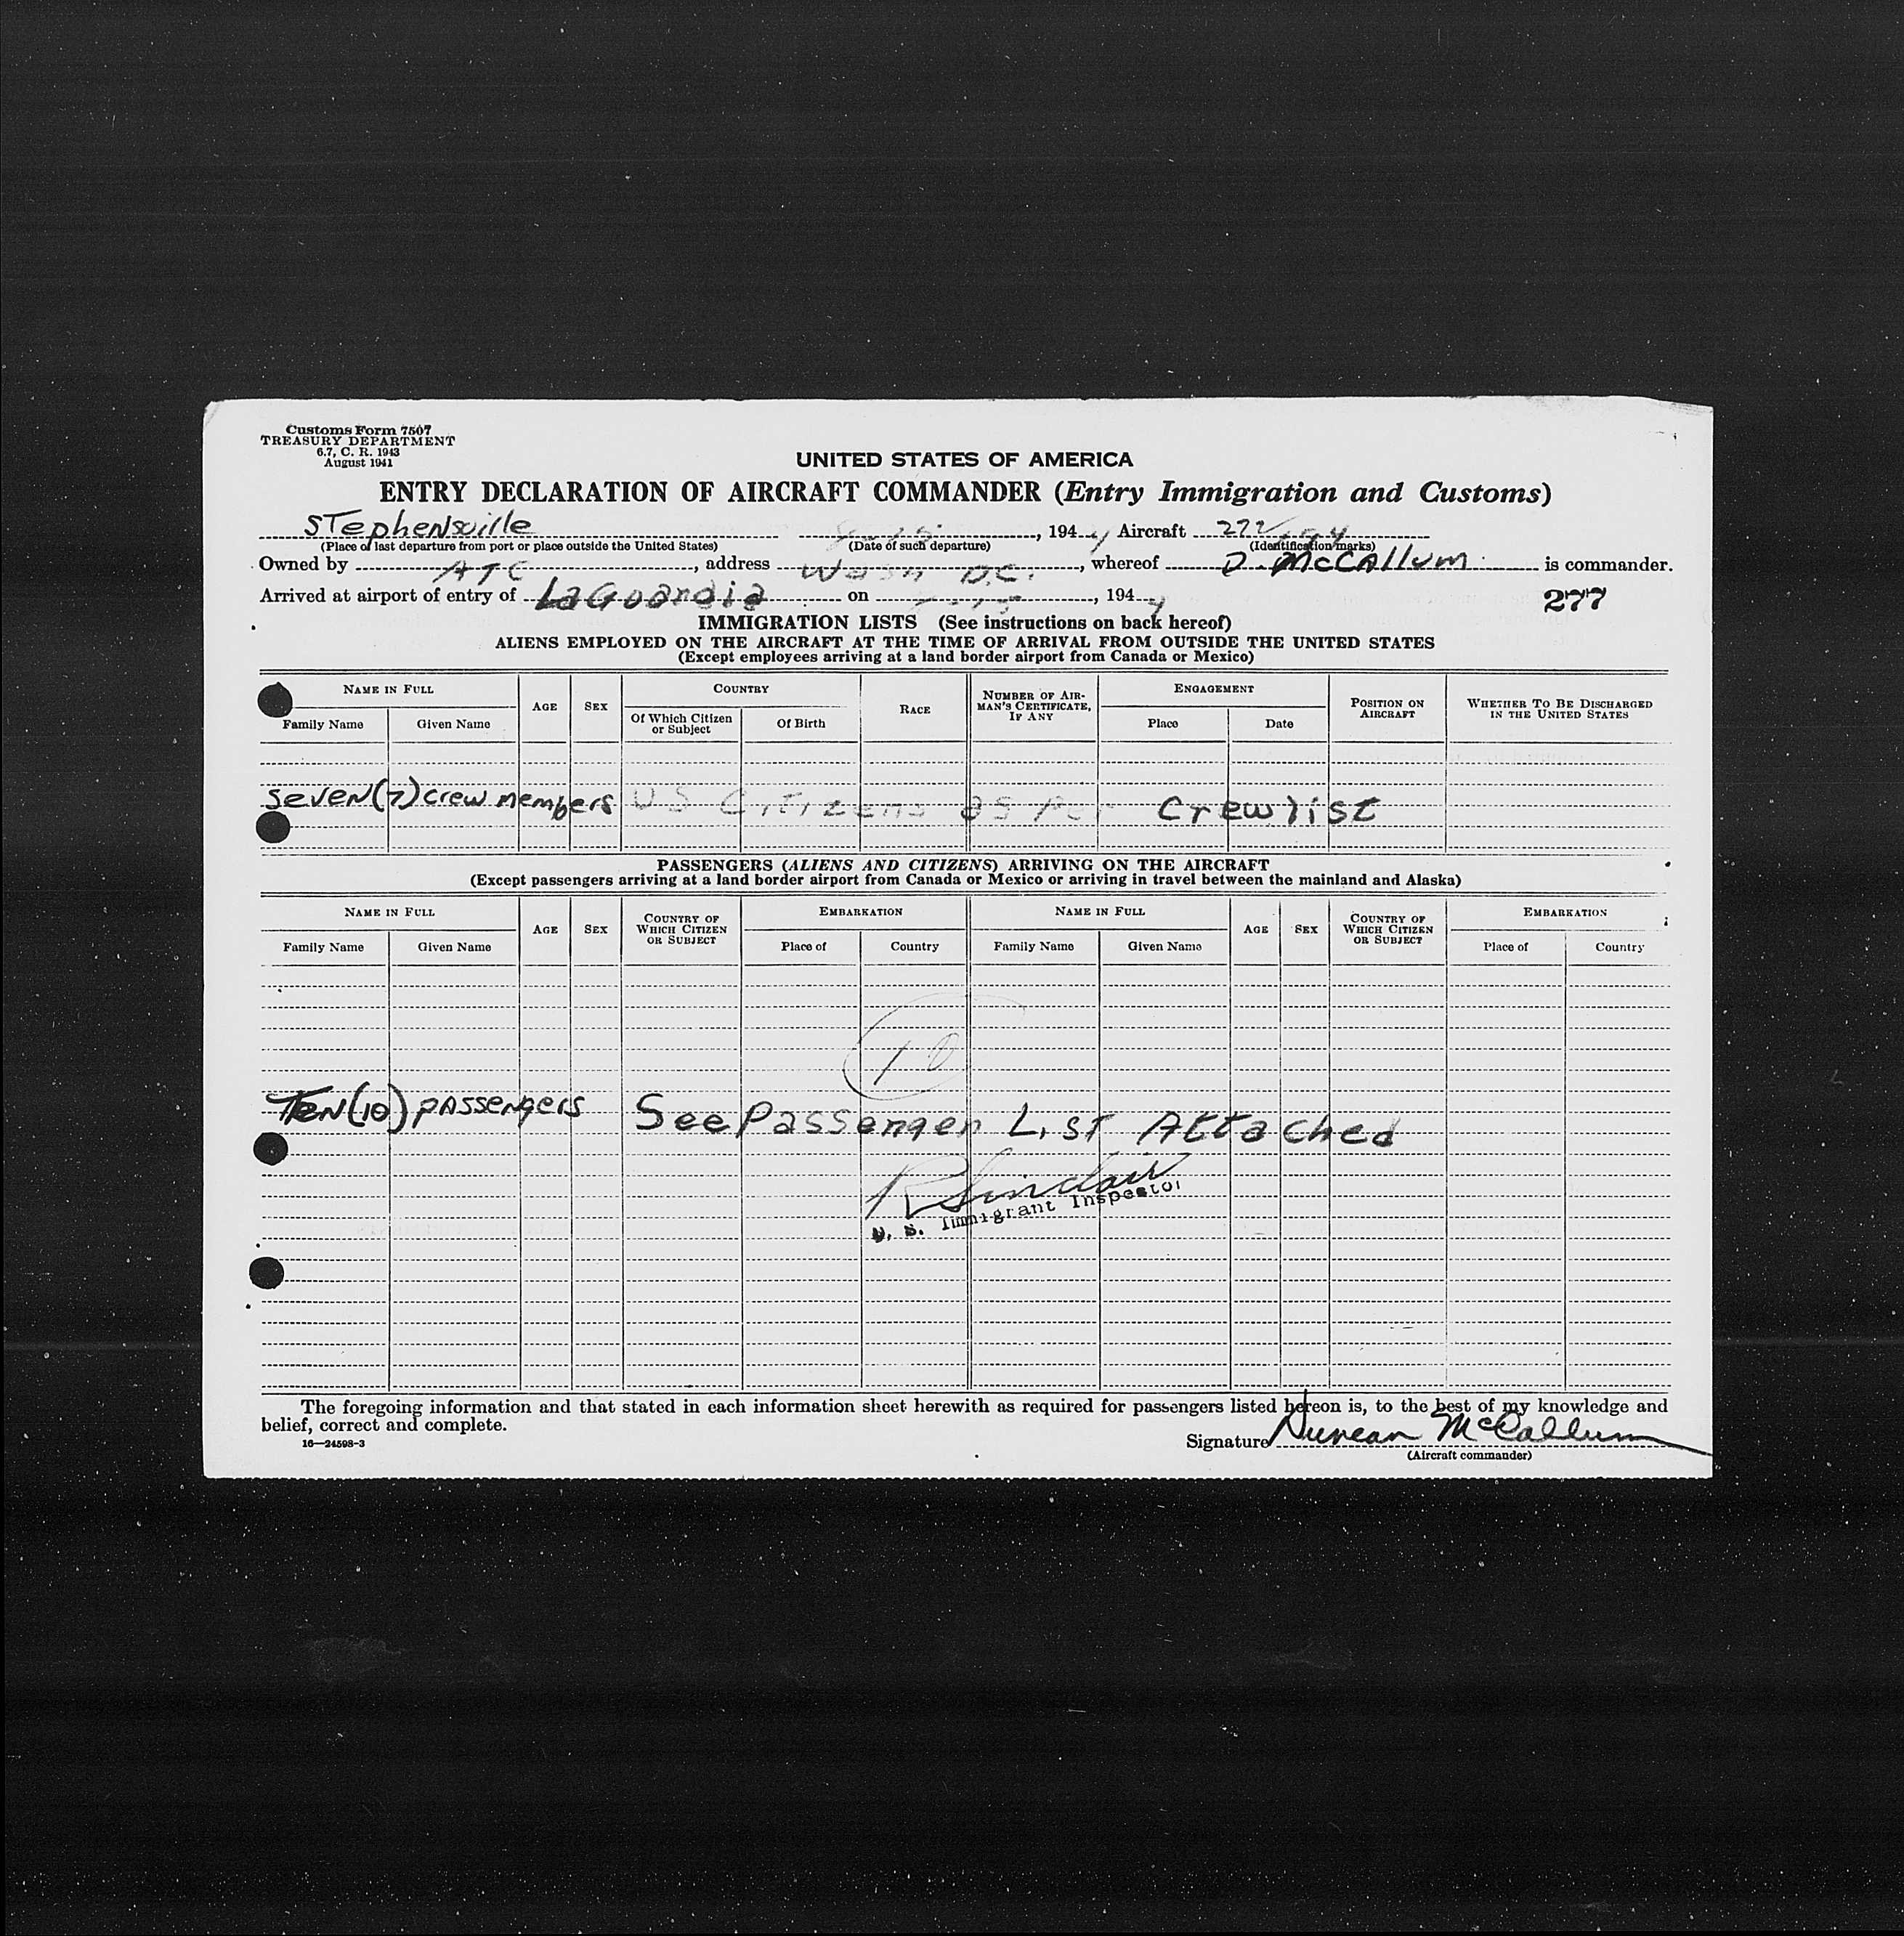 Customs Form 7507
TREASURY DEPARTMENT
6.7, C. R. 1943
August 1941
UNITED STATES OF AMERICA
ENTRY DECLARATION OF AIRCRAFT COMMANDER (Entry Immigration and Customs)
Stephensville , 194 4 Aircraft 272
(Place of last departure from port or place outside the United States) (Date of such departure) (Identification marks)
Owned by ATC , address Wash D.C. , whereof D. McCallum is commander.
Arrived at airport of entry of LaGuardia on , 194 4 277
IMMIGRATION LISTS (See instructions on back hereof)
ALIENS EMPLOYED ON THE AIRCRAFT AT THE TIME OF ARRIVAL FROM OUTSIDE THE UNITED STATES
(Except employees arriving at a land border airport from Canada or Mexico)
NAME IN FULL AGE SEX COUNTRY RACE NUMBER OF AIRMAN'S CERTIFICATE, IF ANY ENGAGEMENT POSITION ON AIRCRAFT WHETHER TO BE DISCHARGED IN THE UNITED STATES
Family Name Given Name Of Which Citizen or Subject Of Birth Place Date
Seven (7) crew members US Citizens as per Crew list
PASSENGERS (ALIENS AND CITIZENS) ARRIVING ON THE AIRCRAFT
(Except passengers arriving at a land border airport from Canada or Mexico or arriving in travel between the mainland and Alaska)
NAME IN FULL AGE SEX COUNTRY OF WHICH CITIZEN OR SUBJECT EMBARKATION NAME IN FULL AGE SEX COUNTRY OF WHICH CITIZEN OR SUBJECT EMBARKATION
Family Name Given Name Place of Country Family Name Given Name Place of Country
10
Ten (10) passengers See Passenger List Attached
R Sinclair
U. S. Immigrant Inspector
The foregoing information and that stated in each information sheet herewith as required for passengers listed hereon is, to the best of my knowledge and
belief, correct and complete.
16—24598-3
Signature Duncan McCallum
(Aircraft commander)